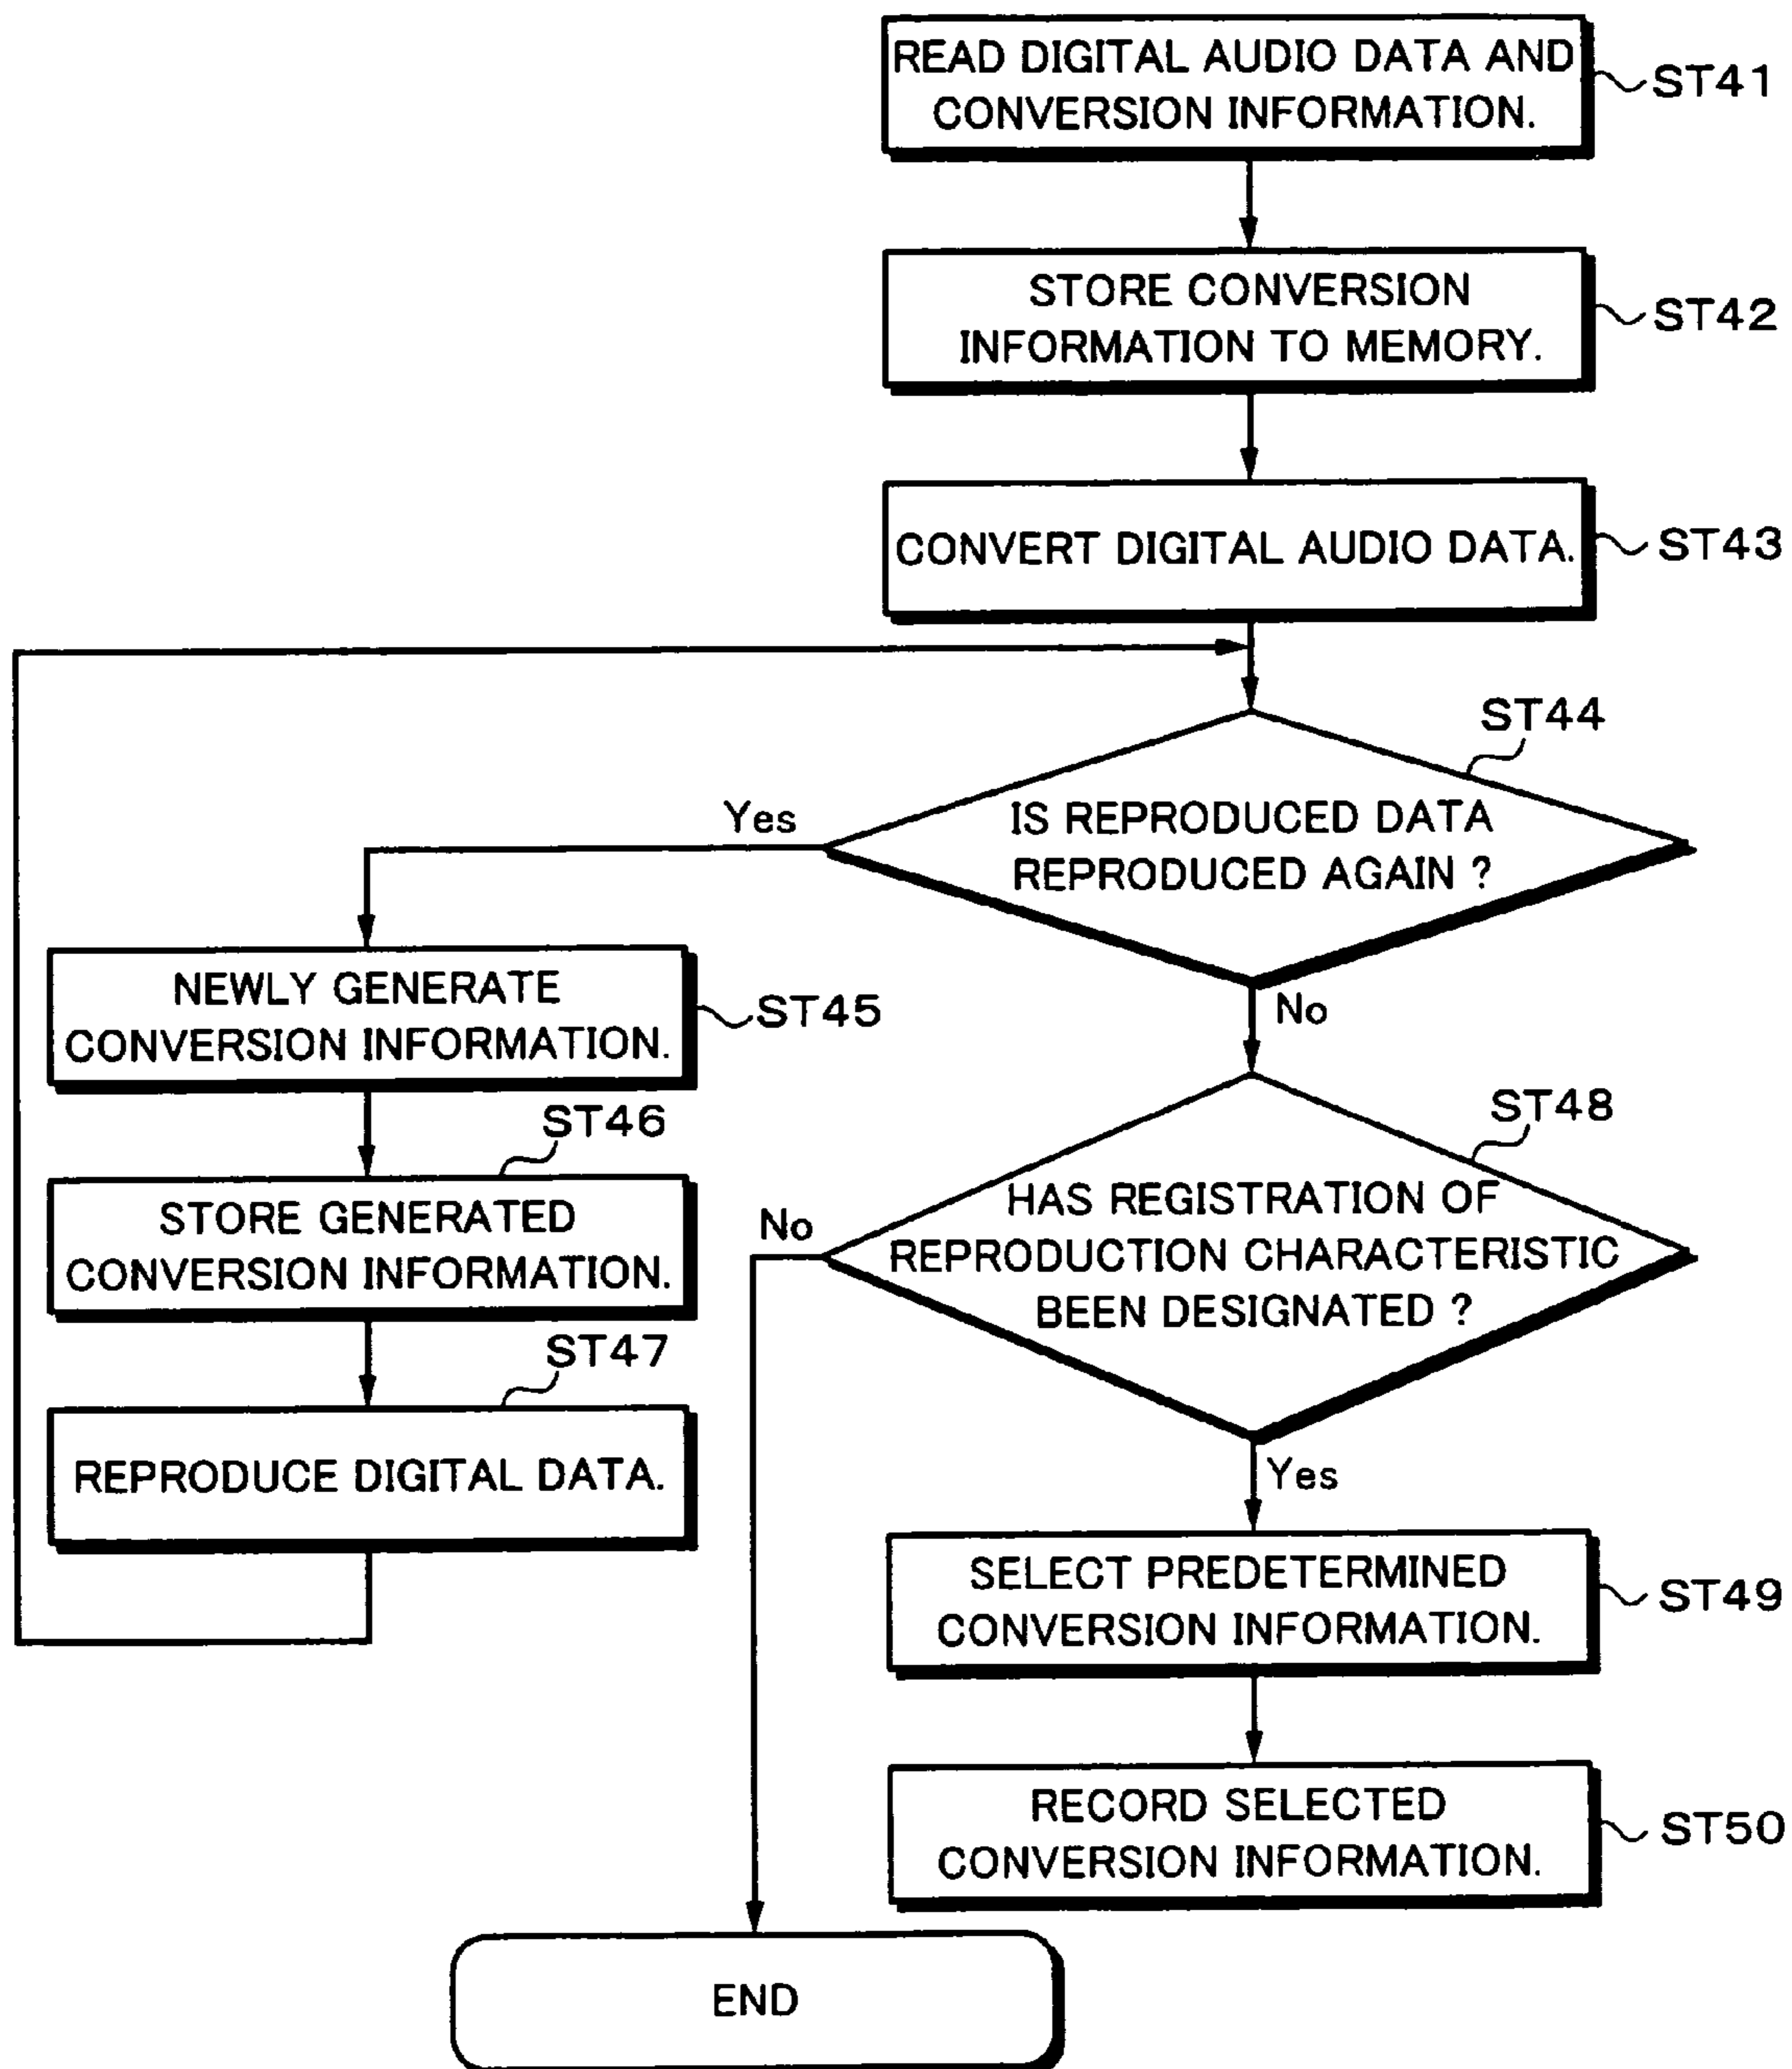 READ DIGITAL AUDIO DATA AND
CONVERSION INFORMATION.
ST41
STORE CONVERSION
INFORMATION TO MEMORY.
ST42
CONVERT DIGITAL AUDIO DATA.
ST43
ST44
IS REPRODUCED DATA
REPRODUCED AGAIN ?
Yes
No
NEWLY GENERATE
CONVERSION INFORMATION.
ST45
ST46
STORE GENERATED
CONVERSION INFORMATION.
ST47
REPRODUCE DIGITAL DATA.
ST48
HAS REGISTRATION OF
REPRODUCTION CHARACTERISTIC
BEEN DESIGNATED ?
No
Yes
SELECT PREDETERMINED
CONVERSION INFORMATION.
ST49
RECORD SELECTED
CONVERSION INFORMATION.
ST50
END